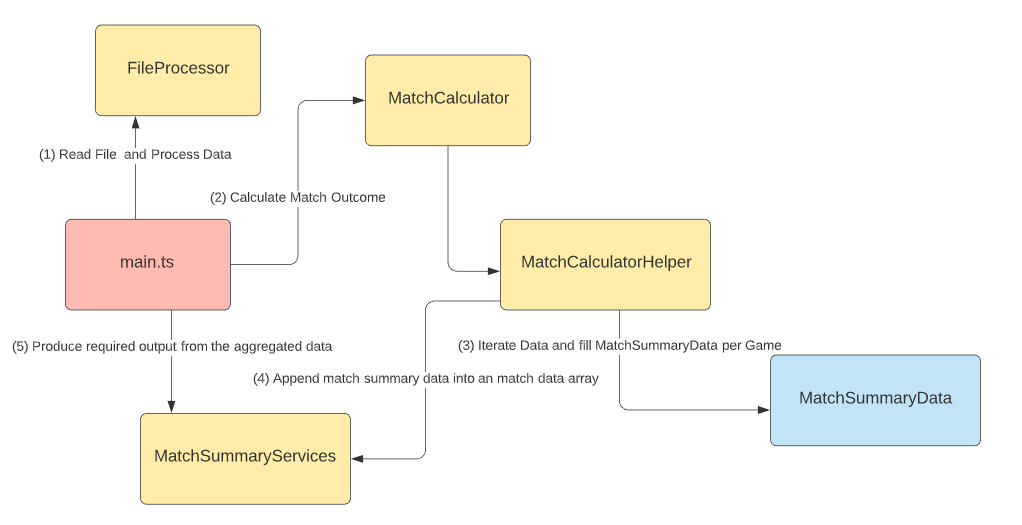 FileProcessor
MatchCalculator
(1) Read File  and Process Data
(2) Calculate Match Outcome
main.ts
MatchCalculatorHelper
(5) Produce required output from the aggregated data
(3) Iterate Data and fill MatchSummaryData per Game
(4) Append match summary data into an match data array
MatchSummaryData
MatchSummaryServices